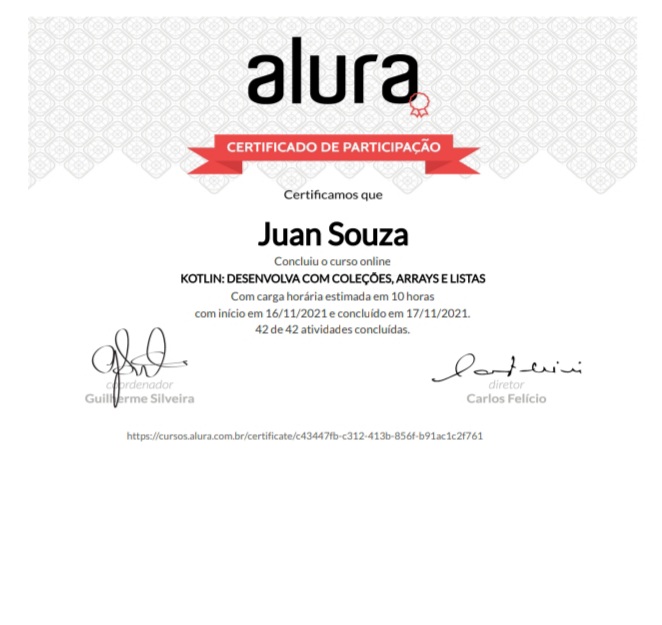 alura
CERTIFICADO DE PARTICIPAÇÃO
Certificamos que
Juan Souza
Concluiu o curso online
KOTLIN: DESENVOLVA COM COLEÇÕES, ARRAYS E LISTAS
Com carga horária estimada em 10 horas
com início em 16/11/2021 e concluído em 17/11/2021.
42 de 42 atividades concluídas.
coordenador
Guilherme Silveira
diretor
Carlos Felício
https://cursos.alura.com.br/certificate/c43447fb-c312-413b-856f-b91ac1c2f761